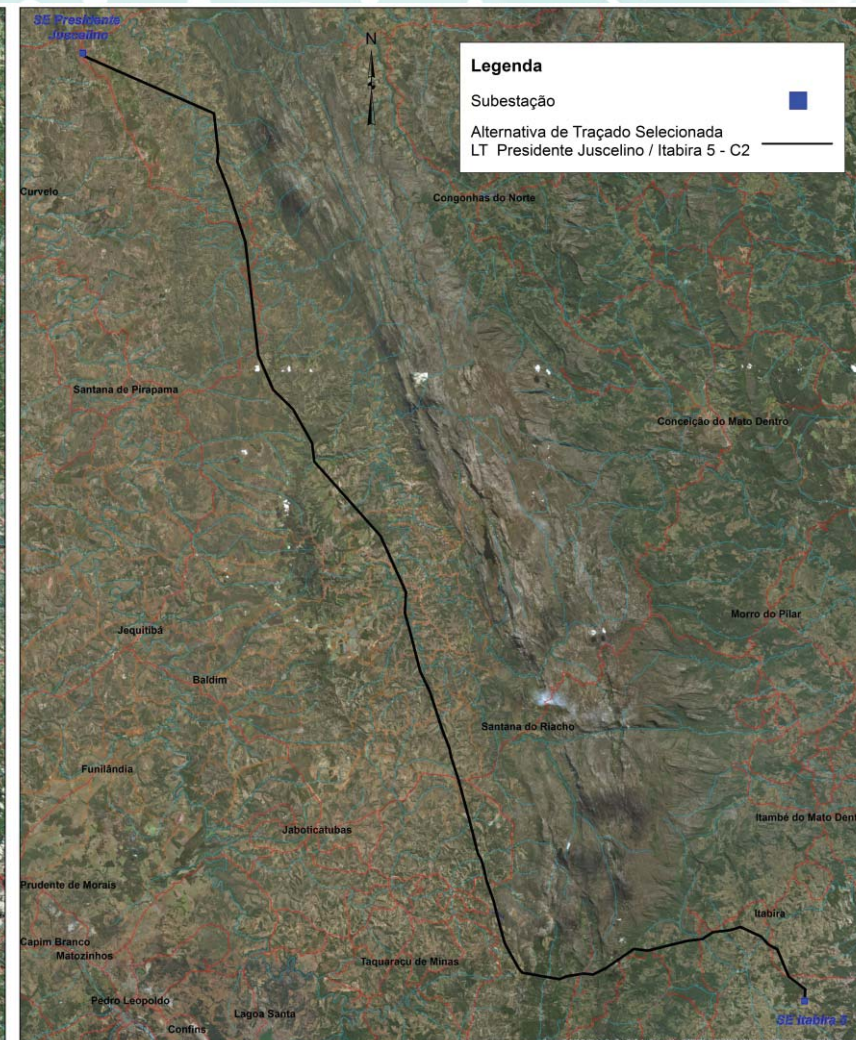 SE Presidente
Juscelino
N
Legenda
Subestação
Alternativa de Traçado Selecionada
LT Presidente Juscelino / Itabira 5 - C2
Curvelo
Congonhas do Norte
Santana de Pirapama
Conceição do Mato Dentro
Morro do Pilar
Jequitibá
Baldim
Santana do Riacho
Funilândia
Itambé do Mato Dent
Jaboticatubas
Prudente de Morais
Itabira
Capim Branco
Matozinhos
Taquaraçu de Minas
Pedro Leopoldo
Lagoa Santa
SE Itabira 5
Confins